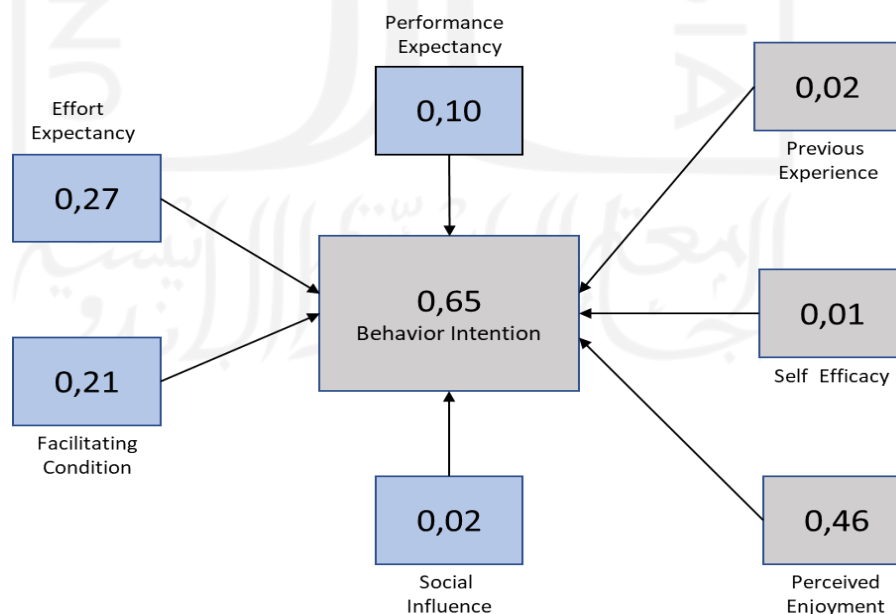 Performance
Expectancy
0,10
Effort
Expectancy
0,27
0,02
Previous
Experience
0,65
Behavior Intention
0,01
Self Efficacy
0,21
Facilitating
Condition
0,02
Social
Influence
0,46
Perceived
Enjoyment